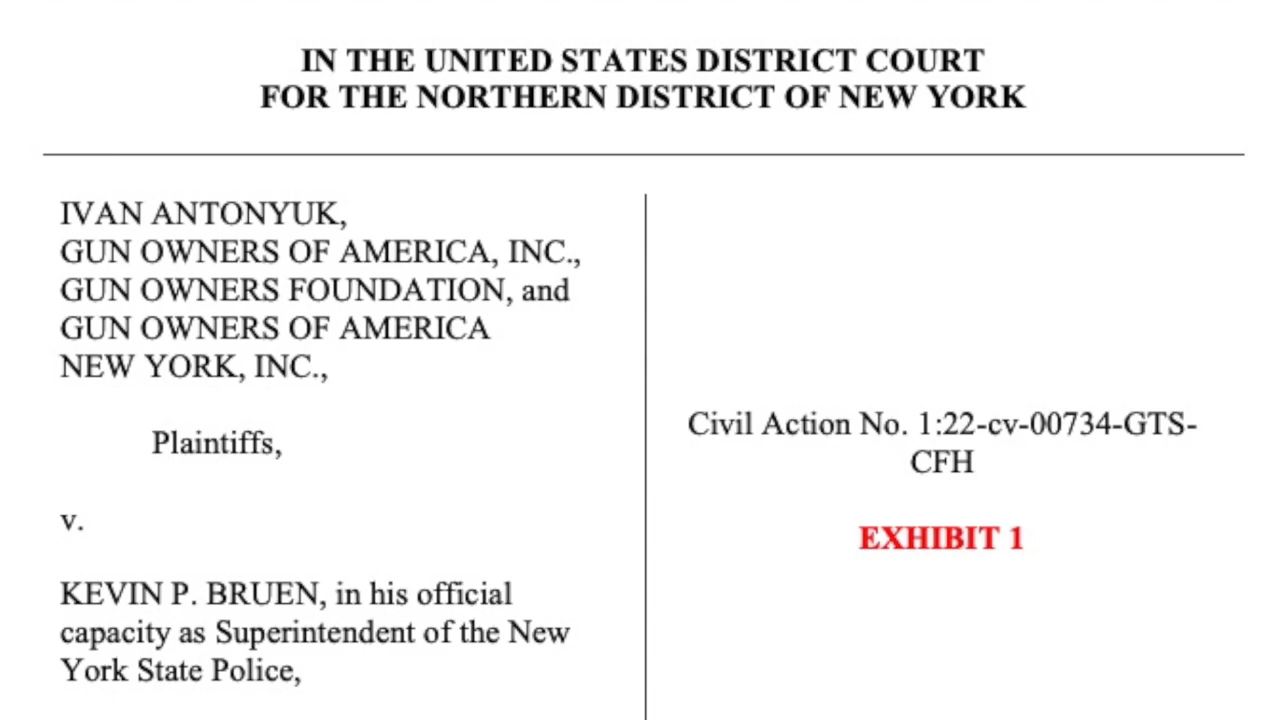 IN THE UNITED STATES DISTRICT COURT
FOR THE NORTHERN DISTRICT OF NEW YORK
IVAN ANTONYUK,
GUN OWNERS OF AMERICA, INC.,
GUN OWNERS FOUNDATION, and
GUN OWNERS OF AMERICA
NEW YORK, INC.,
Plaintiffs,
v.
KEVIN P. BRUEN, in his official
capacity as Superintendent of the New
York State Police,
Civil Action No. 1:22-cv-00734-GTS-
CFH
EXHIBIT 1